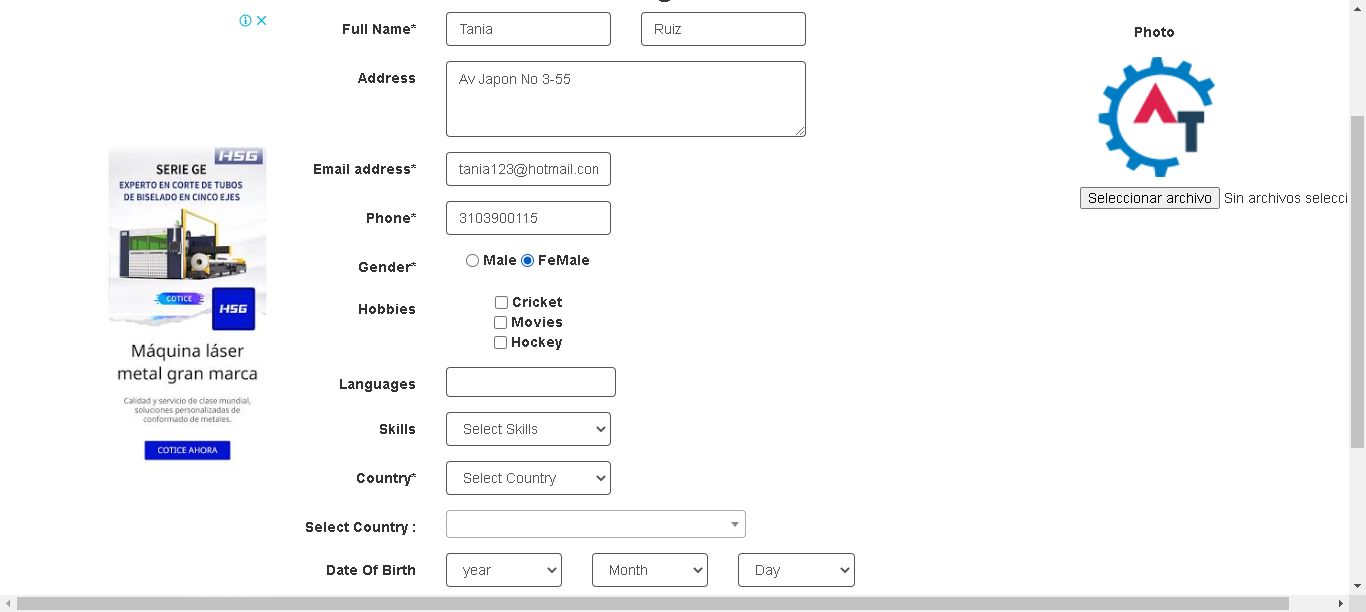 Full Name*
Tania
Ruiz
Photo
Address
Av Japon No 3-55
AT
Email address*
tania123@hotmail.con
Seleccionar archivo Sin archivos selecci
Phone*
3103900115
Gender*
Male FeMale
Hobbies
Cricket
Movies
Hockey
Languages
Skills
Select Skills
Country*
Select Country
Select Country :
Date Of Birth
year
Month
Day
HSG
SERIE GE
EXPERTO EN CORTE DE TUBOS
DE BISELADO EN CINCO EJES
COTICE
HSG
Máquina láser
metal gran marca
Calidad y servicio de clase mundial,
soluciones personalizadas de
conformado de metales.
COTICE AHORA